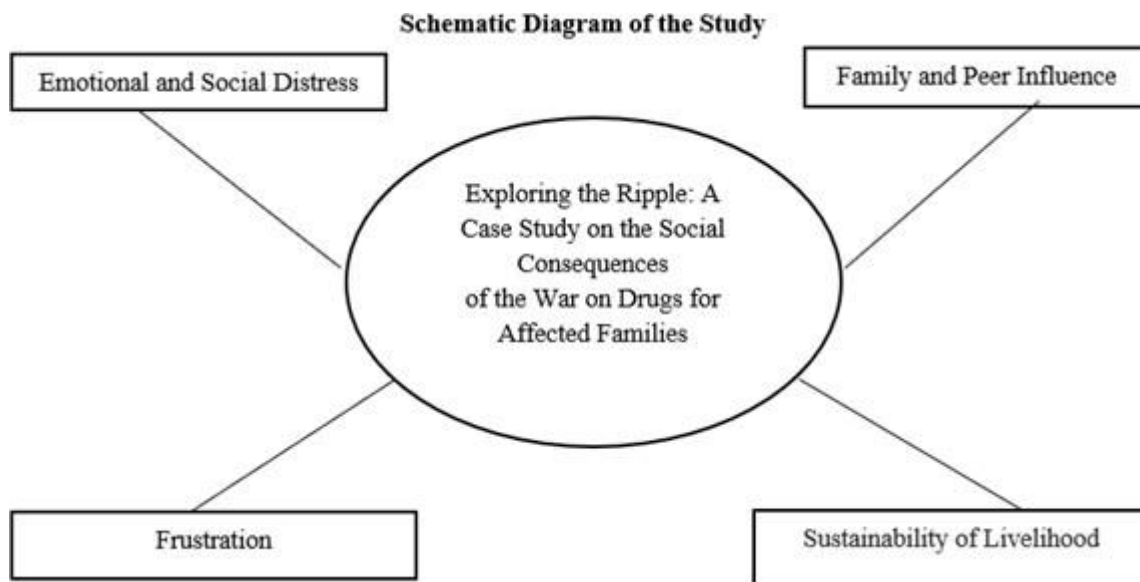 Schematic Diagram of the Study
Emotional and Social Distress
Family and Peer Influence
Exploring the Ripple: A
Case Study on the Social
Consequences
of the War on Drugs for
Affected Families
Frustration
Sustainability of Livelihood